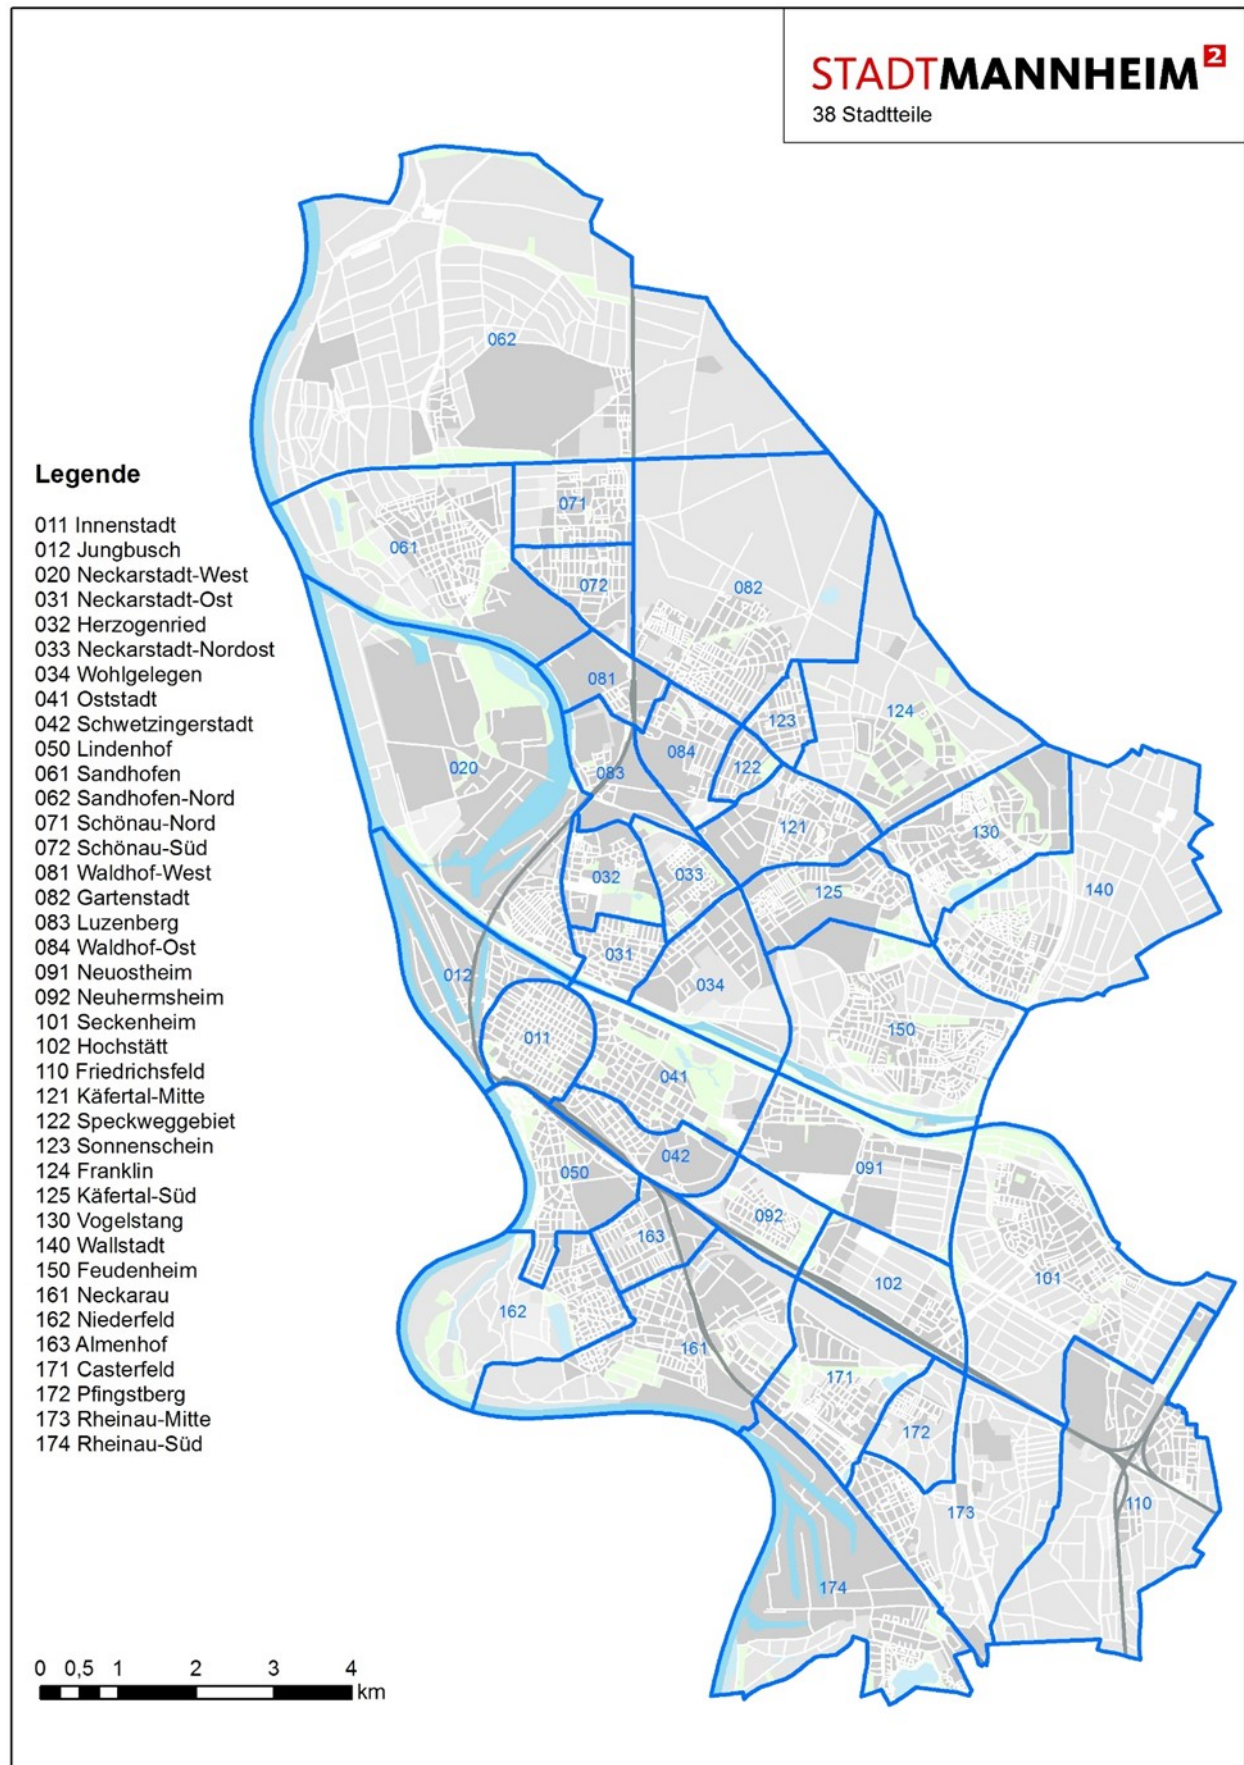 STADTMANNHEIM²
38 Stadtteile
Legende
011 Innenstadt
012 Jungbusch
020 Neckarstadt-West
031 Neckarstadt-Ost
032 Herzogenried
033 Neckarstadt-Nordost
034 Wohlgelegen
041 Oststadt
042 Schwetzingerstadt
050 Lindenhof
061 Sandhofen
062 Sandhofen-Nord
071 Schönau-Nord
072 Schönau-Süd
081 Waldhof-West
082 Gartenstadt
083 Luzenberg
084 Waldhof-Ost
091 Neuostheim
092 Neuhermsheim
101 Seckenheim
102 Hochstätt
110 Friedrichsfeld
121 Käfertal-Mitte
122 Speckweggebiet
123 Sonnenschein
124 Franklin
125 Käfertal-Süd
130 Vogelstang
140 Wallstadt
150 Feudenheim
161 Neckarau
162 Niederfeld
163 Almenhof
171 Casterfeld
172 Pfingstberg
173 Rheinau-Mitte
174 Rheinau-Süd
062
071
061
072
082
081
124
123
084
122
020
083
121
130
032
033
125
140
031
012
034
150
011
041
042
091
050
092
163
102
101
162
161
171
172
173
110
174
0 0,5 1 2 3 4
km